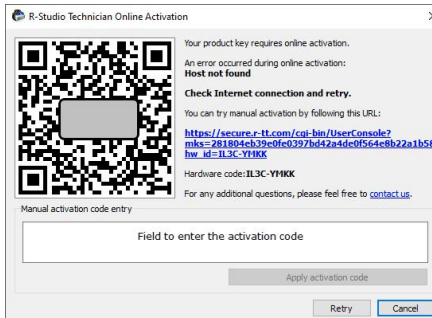 R-Studio Technician Online Activation
Your product key requires online activation.
An error occurred during online activation:
Host not found
Check Internet connection and retry.
You can try manual activation by following this URL:
https://secure.r-tt.com/cgi-bin/UserConsole?
mks=281804eb39e0fe0397bd42a4de0f564e8b22a1b58
hw_id=IL3C-YMKK
Hardware code:IL3C-YMKK
For any additional questions, please feel free to contact us.
Manual activation code entry
Field to enter the activation code
Apply activation code
Retry
Cancel